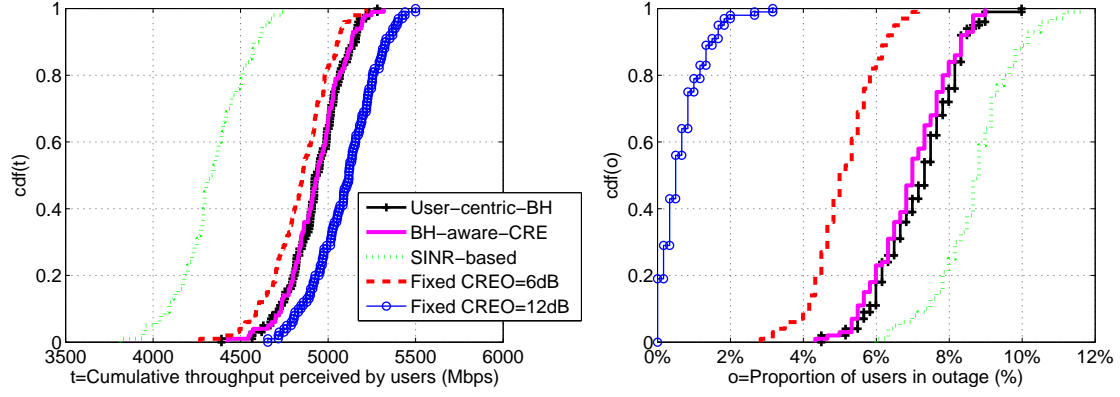 1
0.8
0.6
0.4
0.2
0
cdf(t)
3500 4000 4500 5000 5500 6000
t=Cumulative throughput perceived by users (Mbps)
User−centric−BH
BH−aware−CRE
SINR−based
Fixed CREO=6dB
Fixed CREO=12dB
1
0.8
0.6
0.4
0.2
0
cdf(o)
0% 2% 4% 6% 8% 10% 12%
o=Proportion of users in outage (%)